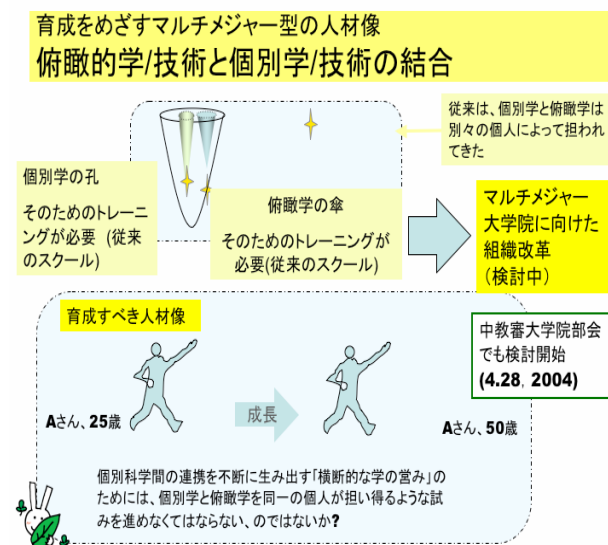 育成をめざすマルチメジャー型の人材像
俯瞰的学/技術と個別学/技術の結合
従来は、個別学と俯瞰学は
別々の個人によって担われ
てきた
個別学の孔
そのためのトレーニ
ングが必要 (従来
のスクール)
俯瞰学の傘
そのためのトレーニングが
必要(従来のスクール)
マルチメジャー
大学院に向けた
組織改革
(検討中)
育成すべき人材像
中教審大学院部会
でも検討開始
(4.28, 2004)
Aさん、25歳
成長
Aさん、50歳
個別科学間の連携を不断に生み出す「横断的な学の営み」の
ためには、個別学と俯瞰学を同一の個人が担い得るような試
みを進めなくてはならない、のではないか?